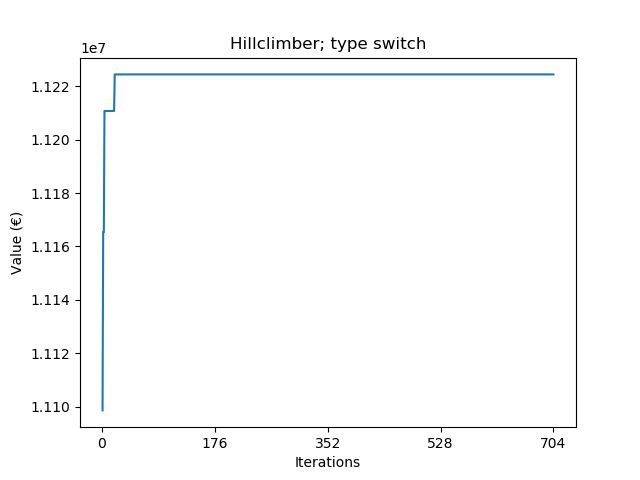 Hillclimber; type switch
1e7
1.122
1.120
1.118
1.116
1.114
1.112
1.110
Value (€)
0 176 352 528 704
Iterations